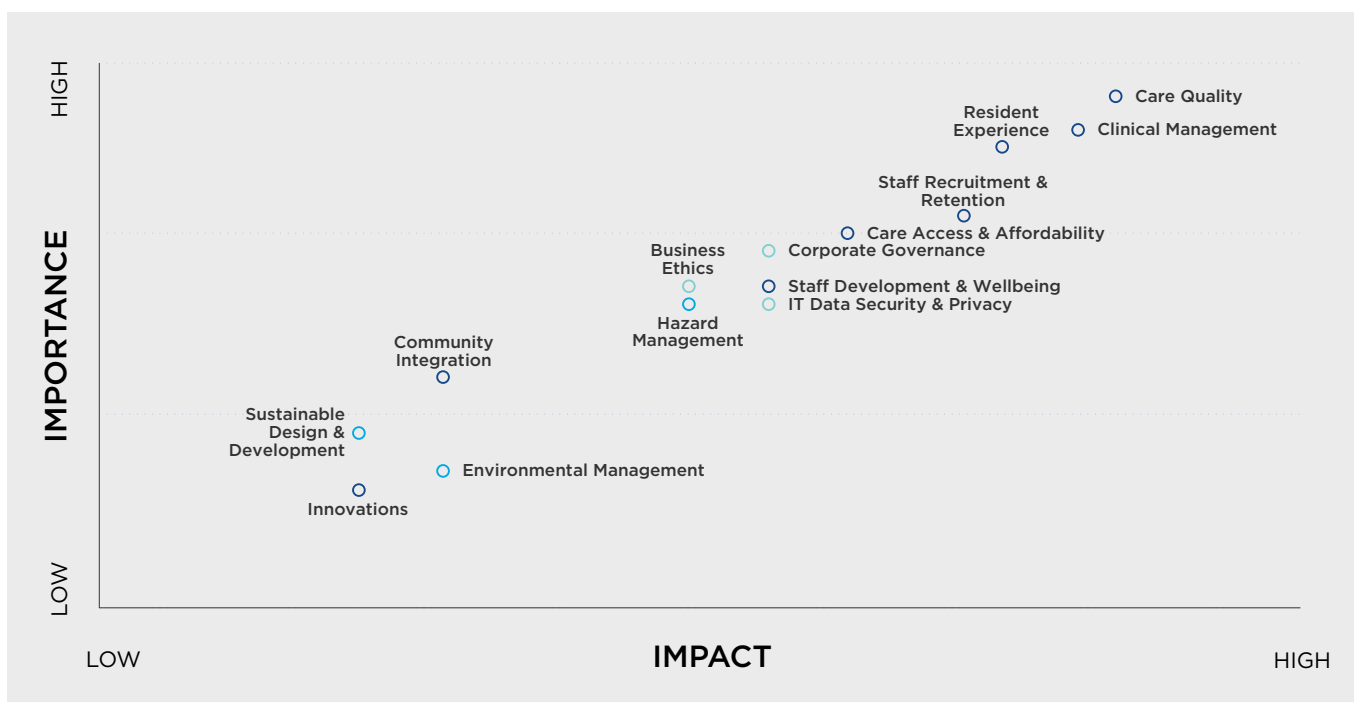 HIGH
Care Quality
Resident
Experience
Clinical Management
Staff Recruitment &
Retention
Care Access & Affordability
Business
Ethics
Corporate Governance
Staff Development & Wellbeing
IT Data Security & Privacy
Hazard
Management
Community
Integration
Sustainable
Design &
Development
Environmental Management
Innovations
IMPORTANCE
LOW
LOW
IMPACT
HIGH